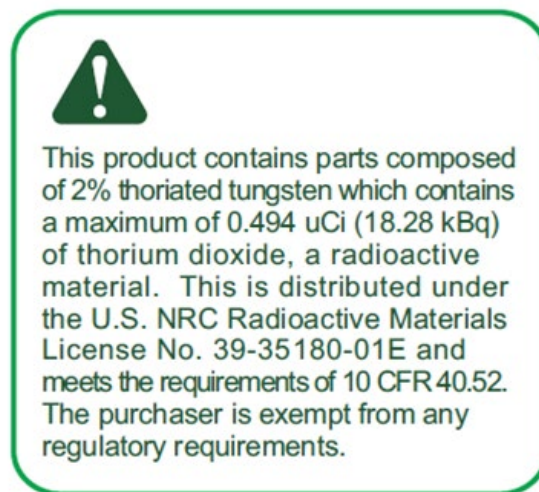 This product contains parts composed
of 2% thoriated tungsten which contains
a maximum of 0.494 uCi (18.28 kBq)
of thorium dioxide, a radioactive
material. This is distributed under
the U.S. NRC Radioactive Materials
License No. 39-35180-01E and
meets the requirements of 10 CFR 40.52.
The purchaser is exempt from any
regulatory requirements.